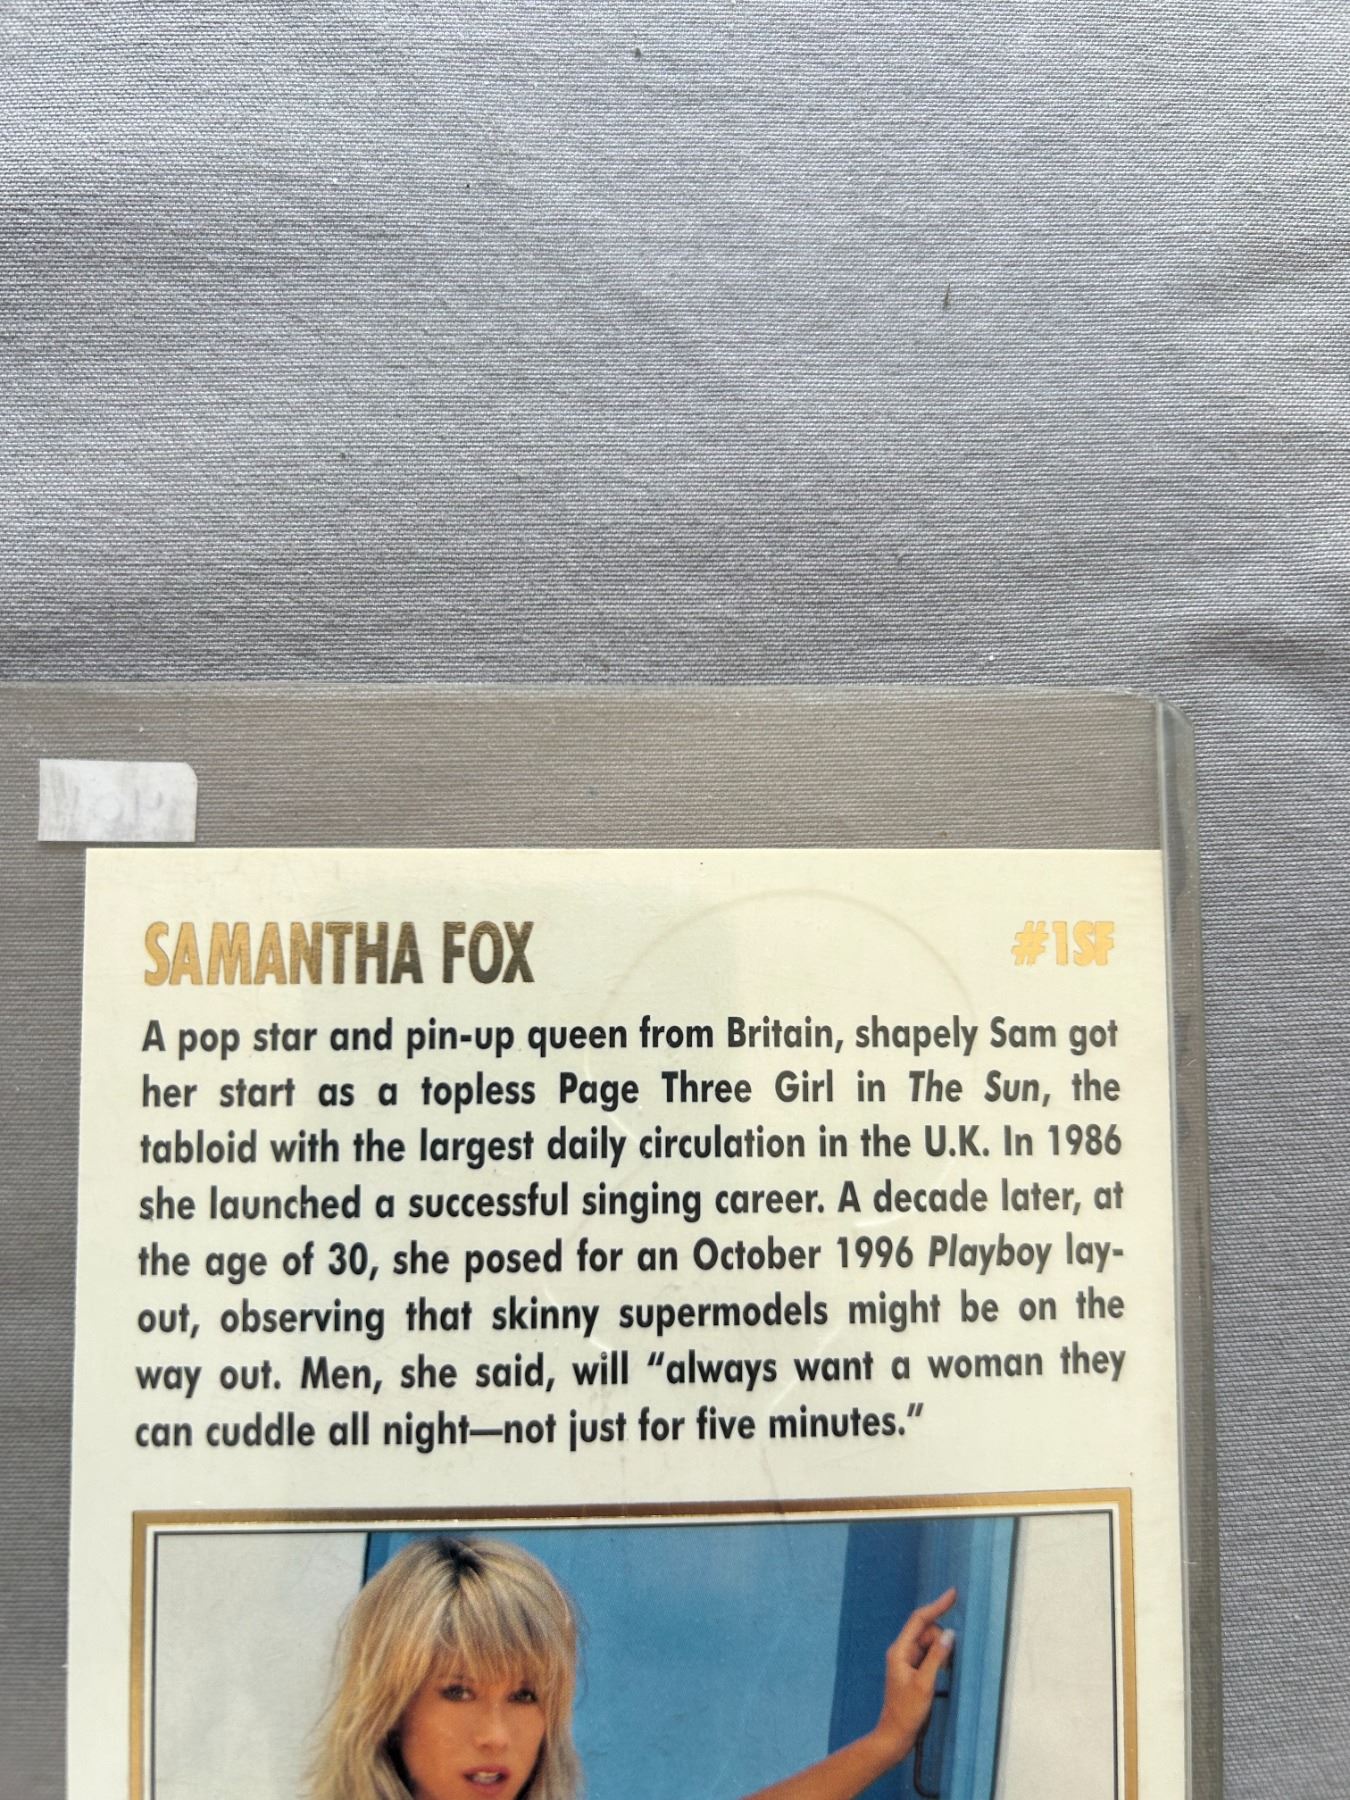 SAMANTHA FOX #1SF
A pop star and pin-up queen from Britain, shapely Sam got
her start as a topless Page Three Girl in The Sun, the
tabloid with the largest daily circulation in the U.K. In 1986
she launched a successful singing career. A decade later, at
the age of 30, she posed for an October 1996 Playboy lay-
out, observing that skinny supermodels might be on the
way out. Men, she said, will “always want a woman they
can cuddle all night—not just for five minutes.”